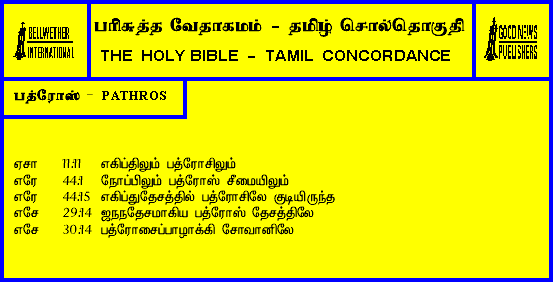 BELLWETHER
INTERNATIONAL
பரிசுத்த வேதாகமம் - தமிழ் சொல்தொகுதி
THE HOLY BIBLE - TAMIL CONCORDANCE
GOOD NEWS
PUBLISHERS
பத்ரோஸ் - PATHROS
ஏசா 11:11 எகிப்திலும் பத்ரோசிலும்
எரே 44:1 நோப்பிலும் பத்ரோஸ் சீமையிலும்
எரே 44:15 எகிப்துதேசத்தில் பத்ரோசிலே குடியிருந்த
எசே 29:14 ஜநநதேசமாகிய பத்ரோஸ் தேசத்திலே
எசே 30:14 பத்ரோசைப்பாழாக்கி சோவானிலே